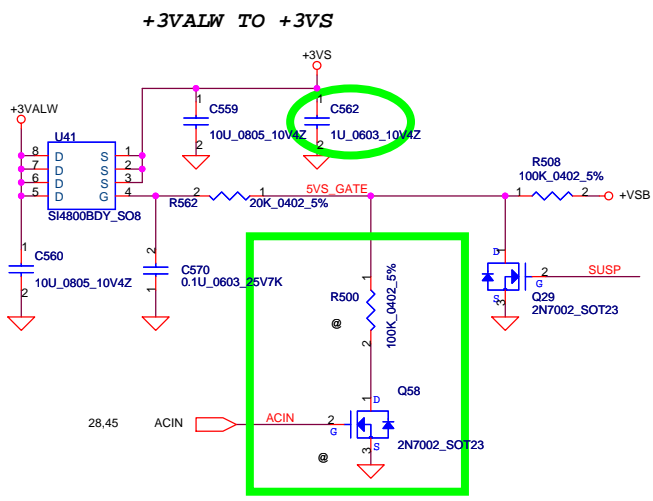 +3VALW TO +3VS
+3VS
+3VALW
1
C559
10U_0805_10V4Z
2
1
C562
1U_0603_10V4Z
2
U41
8 D S 1
7 D S 2
6 D S 3
5 D G 4
SI4800BDY_SO8
R508
100K_0402_5%
1 2
+VSB
2 1
R562
20K_0402_5%
5VS_GATE
1
C560
10U_0805_10V4Z
2
2
C570
0.1U_0603_25V7K
1
D 1
2
G
SUSP
S 3
Q29
2N7002_SOT23
1
R500
100K_0402_5%
@
2
28,45
ACIN
ACIN
2
G
1
D
Q58
S
3
2N7002_SOT23
@